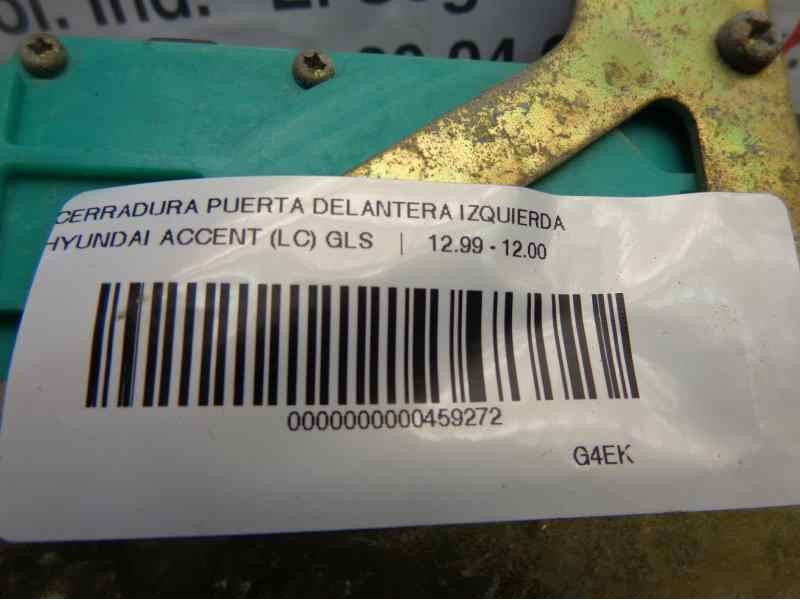 CERRADURA PUERTA DELANTERA IZQUIERDA
HYUNDAI ACCENT (LC) GLS | 12.99 - 12.00
0000000000459272
G4EK